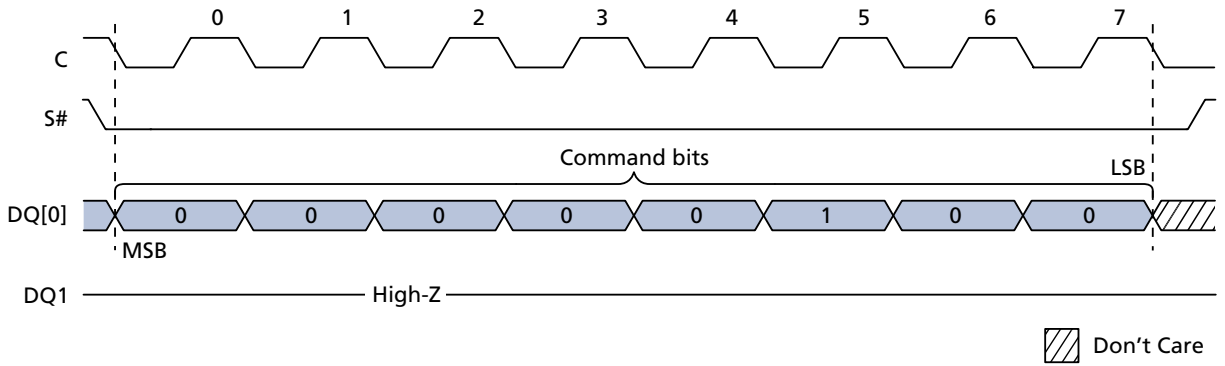 0 1 2 3 4 5 6 7
C
S#
Command bits
LSB
DQ[0] 0 0 0 0 0 1 0 0
MSB
DQ1 High-Z
Don't Care